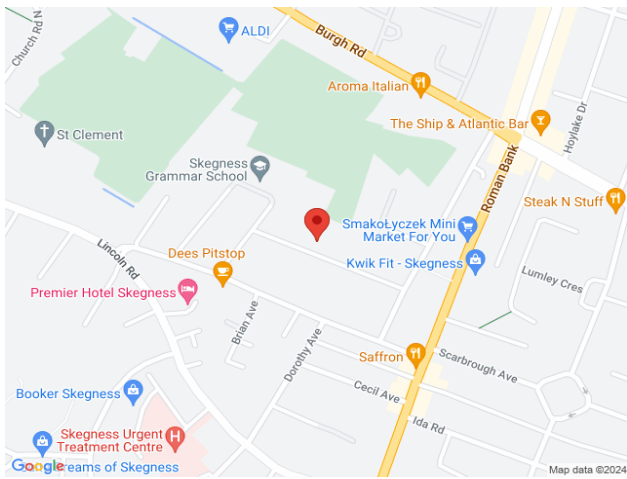 Church Rd N
ALDI
Burgh Rd
Aroma Italian
The Ship & Atlantic Bar
Hoylake Dr
St Clement
Skegness
Grammar School
Roman Bank
Steak N Stuff
SmakoŁyczek Mini
Market For You
Lincoln Rd
Dees Pitstop
Kwik Fit - Skegness
Lumley Cres
Premier Hotel Skegness
Brian Ave
Dorothy Ave
Saffron
Scarbrough Ave
Booker Skegness
Cecil Ave
Ida Rd
Skegness Urgent
Treatment Centre
Google
reams of Skegness
Map data ©2024